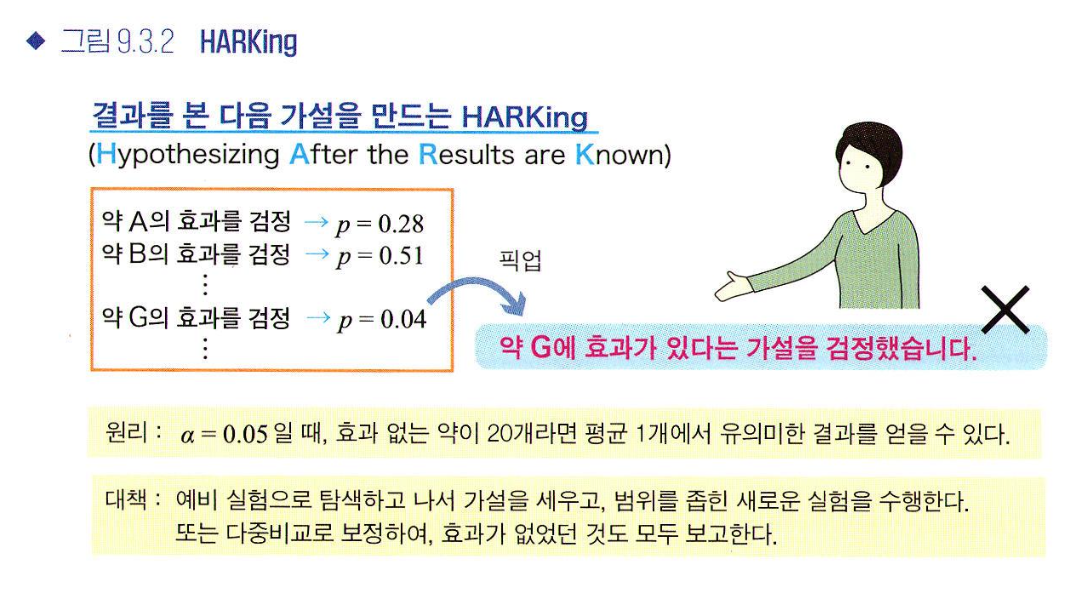 ◆ 그림 9.3.2 HARKing
결과를 본 다음 가설을 만드는 HARKing
(Hypothesizing After the Results are Known)
약 A의 효과를 검정 → p = 0.28
약 B의 효과를 검정 → p = 0.51
⋮
약 G의 효과를 검정 → p = 0.04
⋮
픽업
약 G에 효과가 있다는 가설을 검정했습니다.
원리 : α = 0.05일 때, 효과 없는 약이 20개라면 평균 1개에서 유의미한 결과를 얻을 수 있다.
대책 : 예비 실험으로 탐색하고 나서 가설을 세우고, 범위를 좁힌 새로운 실험을 수행한다.
또는 다중비교로 보정하여, 효과가 없었던 것도 모두 보고한다.